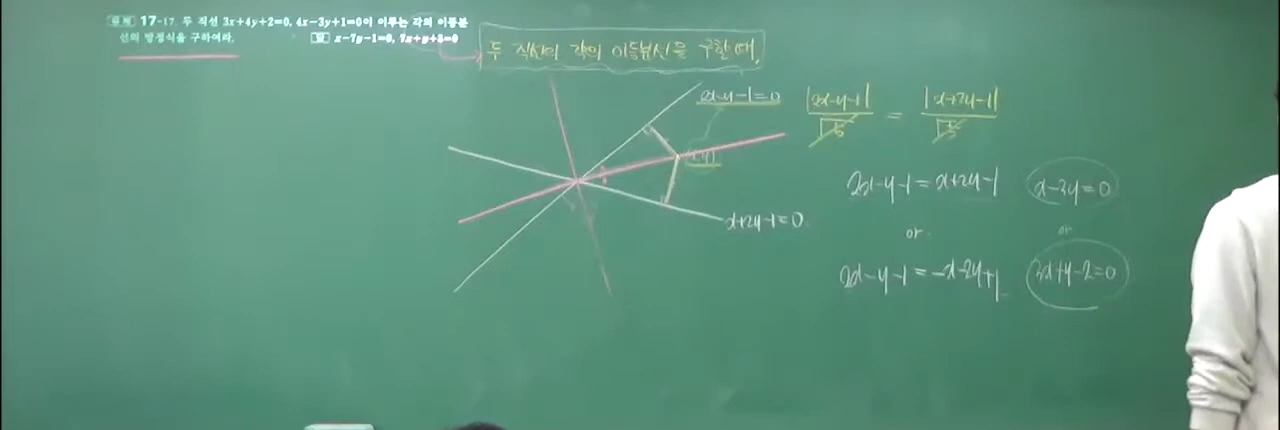 유제 17-17. 두 직선 3x+4y+2=0, 4x-3y+1=0이 이루는 각의 이등분
선의 방정식을 구하여라. 답 x-7y-1=0, 7x+y+3=0
두 직선의 각의 이등분선을 구할 때,
2x-y-1=0
|2x-y-1|/√5 = |x+2y-1|/√5
(x,y)
2x-y-1=x+2y-1 x-3y=0
x+2y-1=0
or or
2x-y-1=-x-2y+1 3x+y-2=0